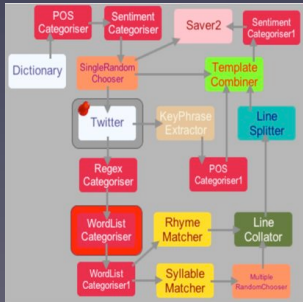 POS
Categoriser
Sentiment
Categoriser
Saver2
Sentiment
Categoriser1
Dictionary
SingleRandom
Chooser
Template
Combiner
Twitter
KeyPhrase
Extractor
Line
Splitter
Regex
Categoriser
POS
Categoriser1
WordList
Categoriser
Rhyme
Matcher
Line
Collator
WordList
Categoriser1
Syllable
Matcher
Multiple
RandomChooser